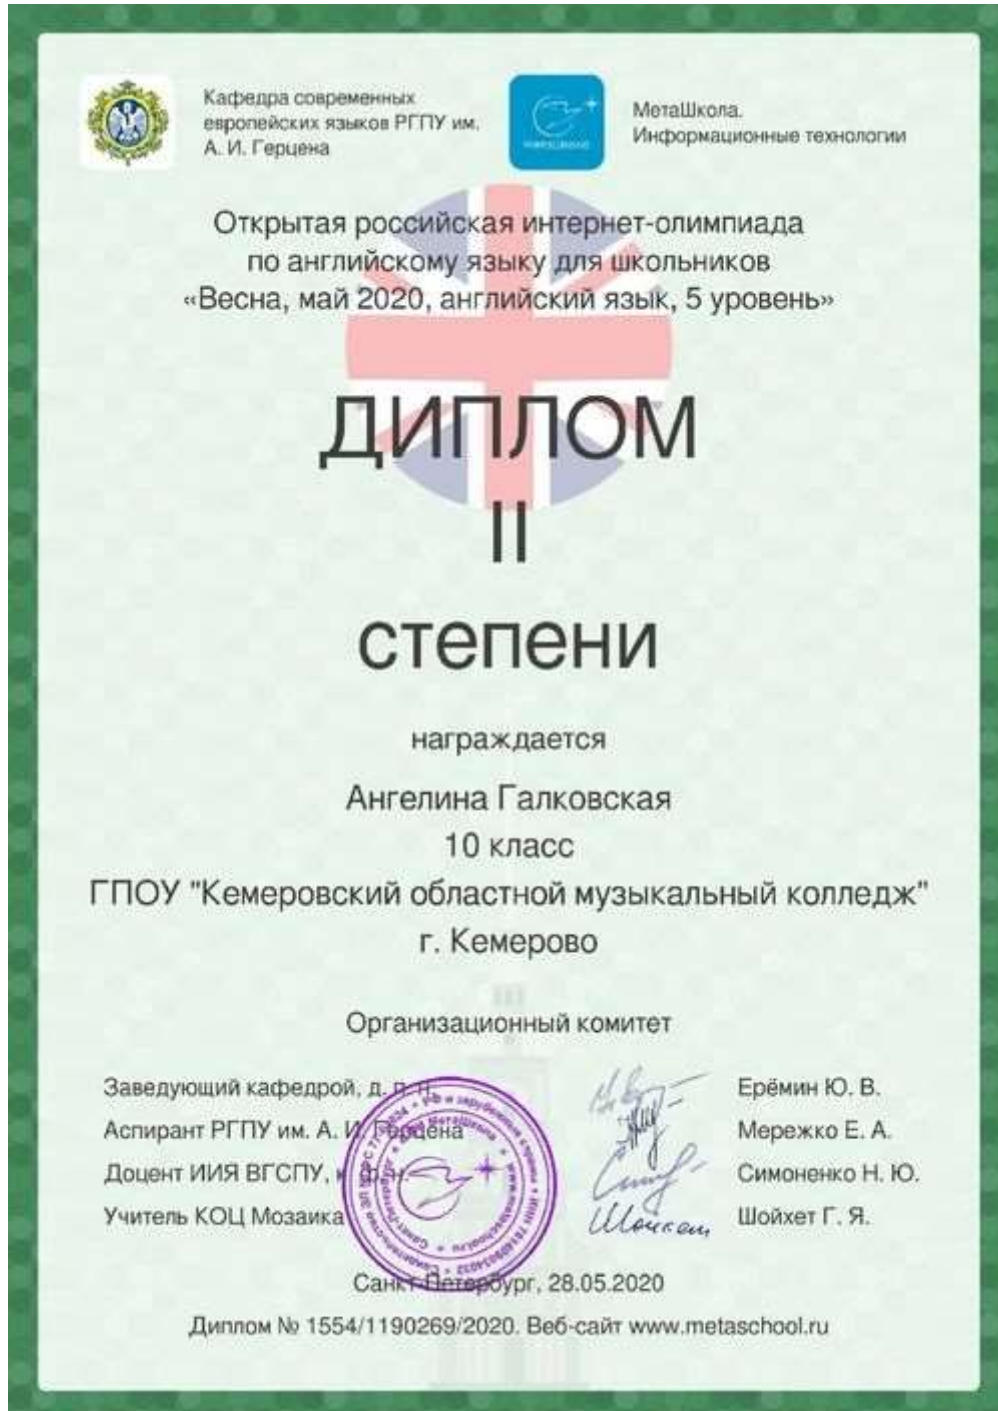 Кафедра современных
европейских языков РГПУ им.
А. И. Герцена
МетаШкола.
Информационные технологии
Открытая российская интернет-олимпиада
по английскому языку для школьников
«Весна, май 2020, английский язык, 5 уровень»
ДИПЛОМ
II
степени
награждается
Ангелина Галковская
10 класс
ГПОУ "Кемеровский областной музыкальный колледж"
г. Кемерово
Организационный комитет
Заведующий кафедрой, д. п. н. Ерёмин Ю. В.
Аспирант РГПУ им. А. И. Герцена Мережко Е. А.
Доцент ИИЯ ВГСПУ, к. ф. н. Симоненко Н. Ю.
Учитель КОЦ Мозаика Шойхет Г. Я.
Санкт-Петербург, 28.05.2020
Диплом № 1554/1190269/2020. Веб-сайт www.metaschool.ru